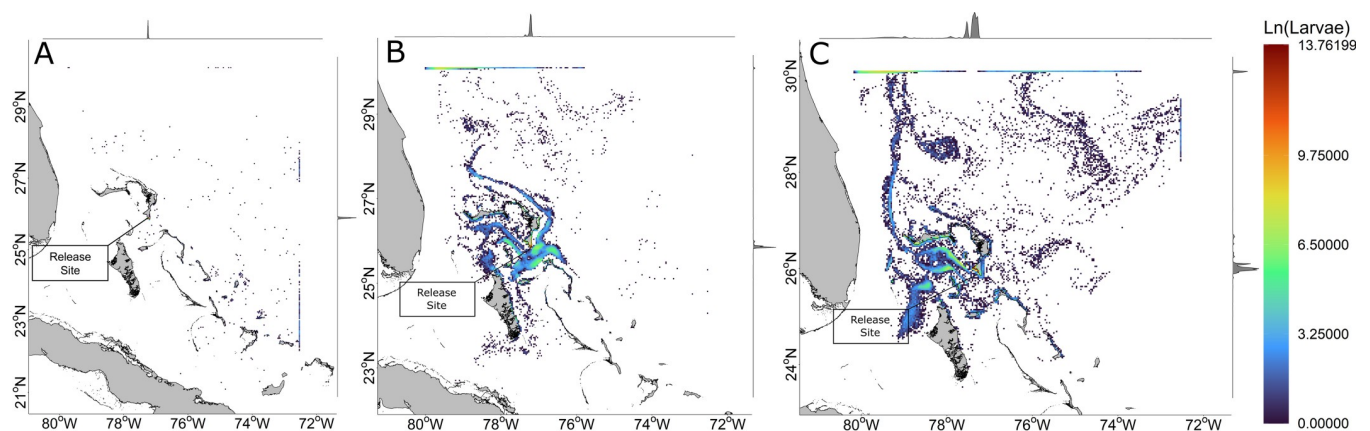 A
B
C
Ln(Larvae)
13.76199
9.75000
6.50000
3.25000
0.00000
29°N
27°N
25°N
23°N
21°N
Release
Site
80°W 78°W 76°W 74°W 72°W
29°N
27°N
25°N
23°N
Release
Site
80°W 78°W 76°W 74°W 72°W
30°N
28°N
26°N
24°N
Release
Site
80°W 78°W 76°W 74°W 72°W